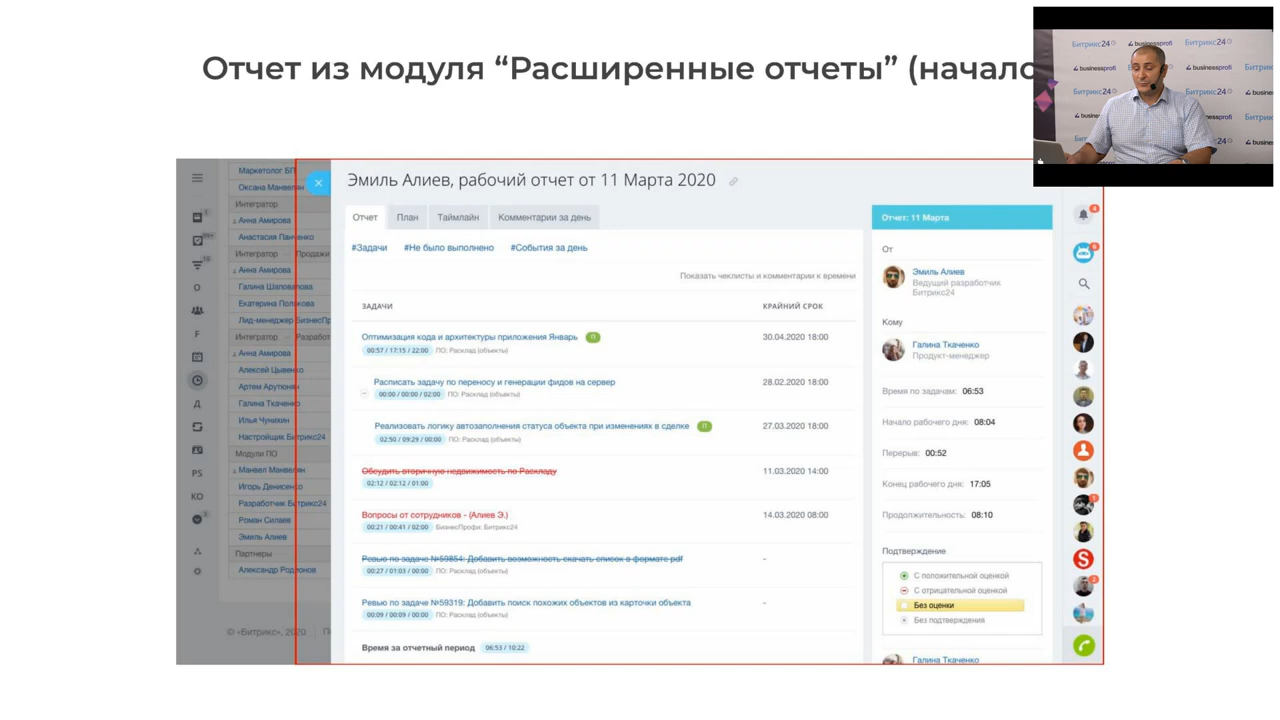 Отчет из модуля “Расширенные отчеты” (начало
Битрикс24
businessprofi
Битрикс24
businessprofi
Битрикс24
Битрикс24
businessprofi
Маркетолог БП
Оксана Манвелян
Интегратор
Анна Амирова
Анастасия Панченко
Интегратор Продажи
Анна Амирова
Галина Шаповалова
Екатерина Полякова
Лид-менеджер БизнесПр
Интегратор Разработ
Анна Амирова
Алексей Цывенко
Артем Арутюнян
Галина Ткаченко
Илья Чунихин
Настройщик Битрикс24
Модули ПО
Манвел Манвелян
Игорь Денисенко
Разработчик Битрикс24
Роман Силаев
Эмиль Алиев
Партнеры
Александр Родионов
© «Битрикс», 2020
О
F
Д
PS
КО
Эмиль Алиев, рабочий отчет от 11 Марта 2020
Отчет План Таймлайн Комментарии за день
#Задачи #Не было выполнено #События за день
Показать чеклисты и комментарии к времени
ЗАДАЧИ КРАЙНИЙ СРОК
Оптимизация кода и архитектуры приложения Январь П 30.04.2020 18:00
00:57 / 17:15 / 22:00 ПО: Расклад (объекты)
Расписать задачу по переносу и генерации фидов на сервер 28.02.2020 18:00
00:00 / 00:00 / 02:00 ПО: Расклад (объекты)
Реализовать логику автозаполнения статуса объекта при изменениях в сделке П 27.03.2020 18:00
02:50 / 09:29 / 00:00 ПО: Расклад (объекты)
Обсудить вторичную недвижимость по Раскладу 11.03.2020 14:00
02:12 / 02:12 / 01:00
Вопросы от сотрудников - (Алиев Э.) 14.03.2020 08:00
00:21 / 00:41 / 02:00 БизнесПрофи: Битрикс24
Ревью по задаче №59854: Добавить возможность скачать список в формате pdf -
00:27 / 01:03 / 00:00 ПО: Расклад (объекты)
Ревью по задаче №59319: Добавить поиск похожих объектов из карточки объекта -
00:09 / 00:09 / 00:00 ПО: Расклад (объекты)
Время за отчетный период 06:53 / 10:22
Отчет: 11 Марта
От
Эмиль Алиев
Ведущий разработчик
Битрикс24
Кому
Галина Ткаченко
Продукт-менеджер
Время по задачам: 06:53
Начало рабочего дня: 08:04
Перерыв: 00:52
Конец рабочего дня: 17:05
Продолжительность: 08:10
Подтверждение
С положительной оценкой
С отрицательной оценкой
Без оценки
Без подтверждения
Галина Ткаченко